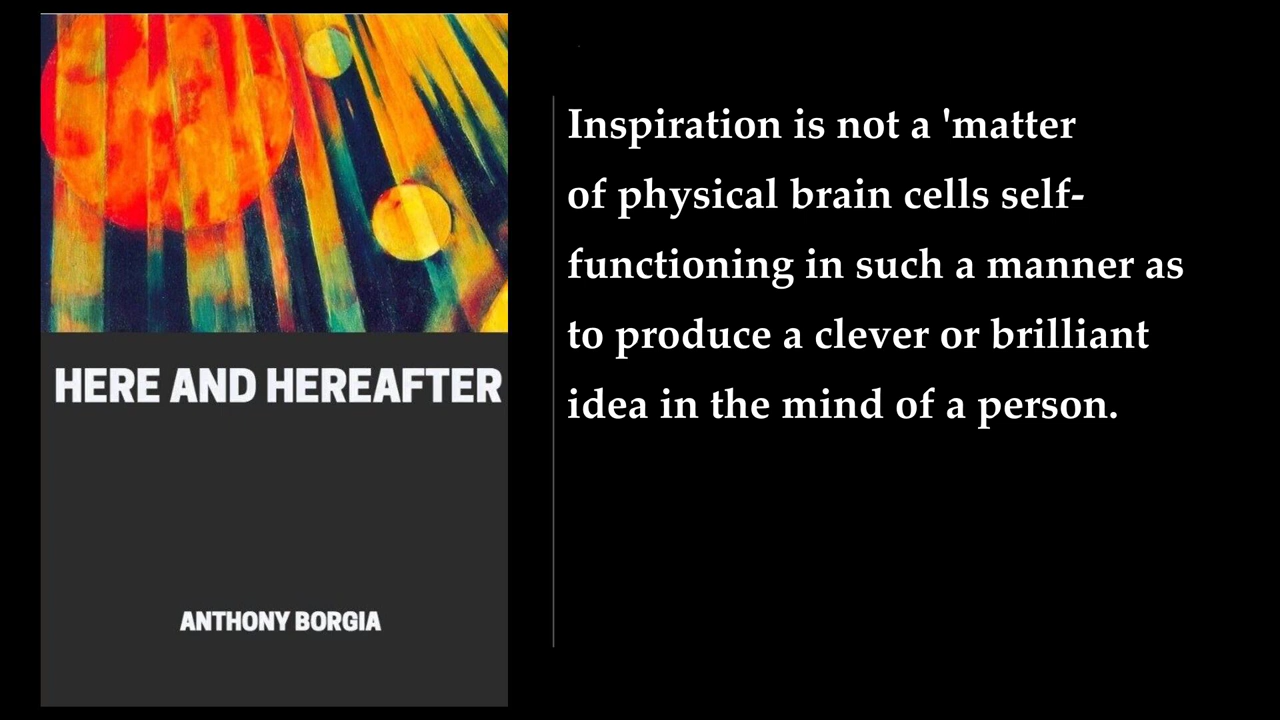 HERE AND HEREAFTER
ANTHONY BORGIA
Inspiration is not a 'matter
of physical brain cells self-
functioning in such a manner as
to produce a clever or brilliant
idea in the mind of a person.